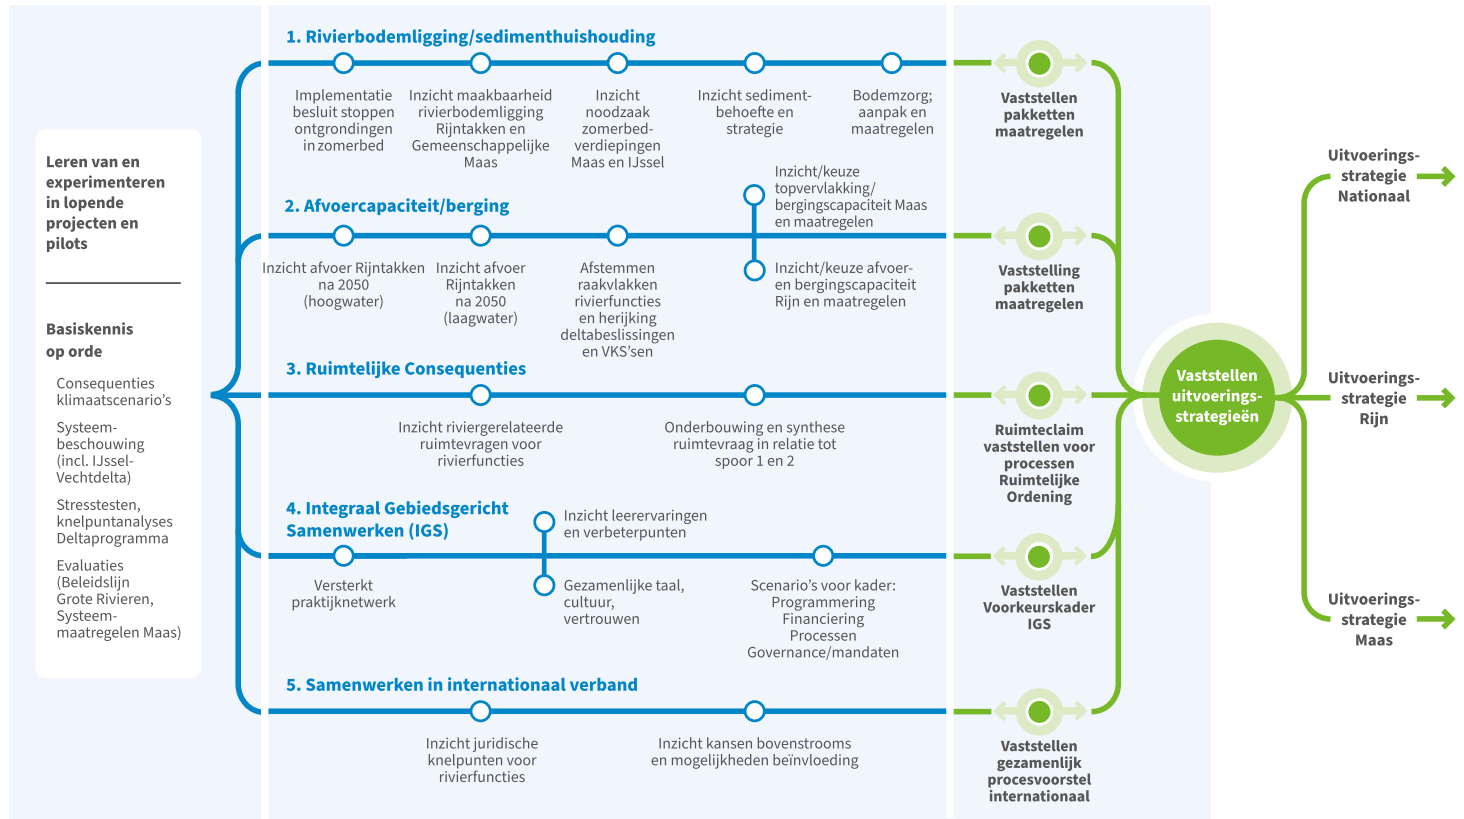 Leren van en
experimenteren
in lopende
projecten en
pilots
Basiskennis
op orde
Consequenties
klimaatscenario's
Systeem-
beschouwing
(incl. IJssel-
Vechtdelta)
Stresstesten,
knelpuntanalyses
Deltaprogramma
Evaluaties
(Beleidslijn
Grote Rivieren,
Systeem-
maatregelen Maas)
1. Rivierbodemligging/sedimenthuishouding
Implementatie
besluit stoppen
ontgrondingen
in zomerbed
Inzicht maakbaarheid
rivierbodemligging
Rijntakken en
Gemeenschappelijke
Maas
Inzicht
noodzaak
zomerbed-
verdiepingen
Maas en IJssel
Inzicht sediment-
behoefte en
strategie
Bodemzorg;
aanpak en
maatregelen
Vaststellen
pakketten
maatregelen
2. Afvoercapaciteit/berging
Inzicht afvoer Rijntakken
na 2050
(hoogwater)
Inzicht afvoer
Rijntakken
na 2050
(laagwater)
Afstemmen
raakvlakken
rivierfuncties
en herijking
deltabeslissingen
en VKS'sen
Inzicht/keuze
topvervlakking/
bergingscapaciteit Maas
en maatregelen
Inzicht/keuze afvoer-
en bergingscapaciteit
Rijn en maatregelen
Vaststelling
pakketten
maatregelen
3. Ruimtelijke Consequenties
Inzicht riviergerelateerde
ruimtevragen voor
rivierfuncties
Onderbouwing en synthese
ruimtevraag in relatie tot
spoor 1 en 2
Ruimteclaim
vaststellen voor
processen
Ruimtelijke
Ordening
4. Integraal Gebiedsgericht
Samenwerken (IGS)
Versterkt
praktijknetwerk
Inzicht leerervaringen
en verbeterpunten
Gezamenlijke taal,
cultuur,
vertrouwen
Scenario's voor kader:
Programmering
Financiering
Processen
Governance/mandaten
Vaststellen
Voorkeurskader
IGS
5. Samenwerken in internationaal verband
Inzicht juridische
knelpunten voor
rivierfuncties
Inzicht kansen bovenstrooms
en mogelijkheden beïnvloeding
Vaststellen
gezamenlijk
procesvoorstel
internationaal
Vaststellen
uitvoerings-
strategieën
Uitvoerings-
strategie
Nationaal
Uitvoerings-
strategie
Rijn
Uitvoerings-
strategie
Maas